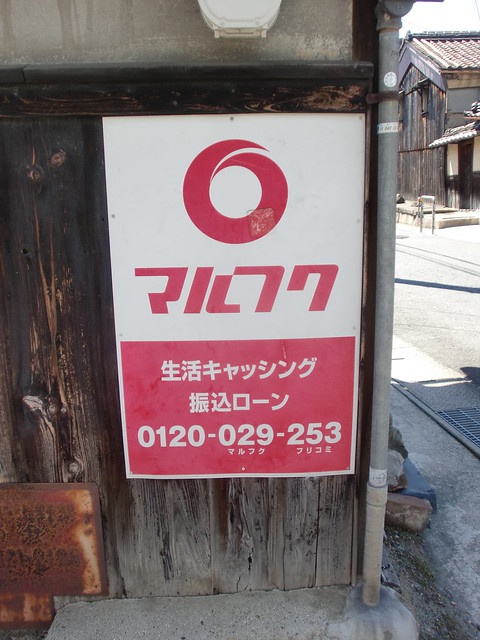 マルフク
生活キャッシング
振込ローン
0120-029-253
マルフク フリコミ